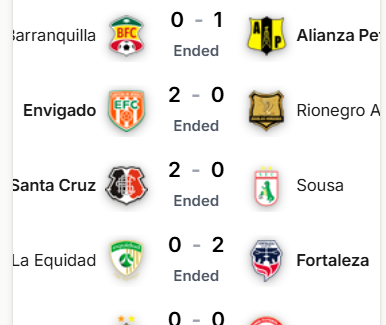 Barranquilla BFC 0 - 1 AP Alianza Pe
Ended
Envigado EFC 2 - 0 Rionegro A
Ended
Santa Cruz 2 - 0 Sousa
Ended
La Equidad 0 - 2 Fortaleza
Ended
0 - 0